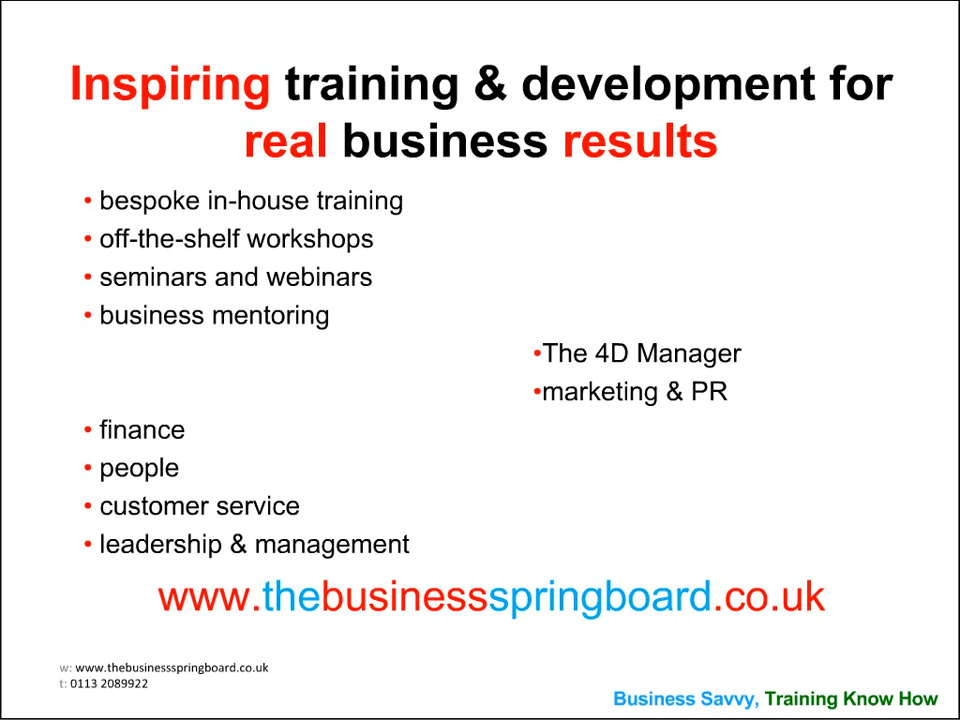 Inspiring training & development for
real business results
• bespoke in-house training
• off-the-shelf workshops
• seminars and webinars
• business mentoring
•The 4D Manager
•marketing & PR
• finance
• people
• customer service
• leadership & management
www.thebusinessspringboard.co.uk
w: www.thebusinessspringboard.co.uk
t: 0113 2089922
Business Savvy, Training Know How